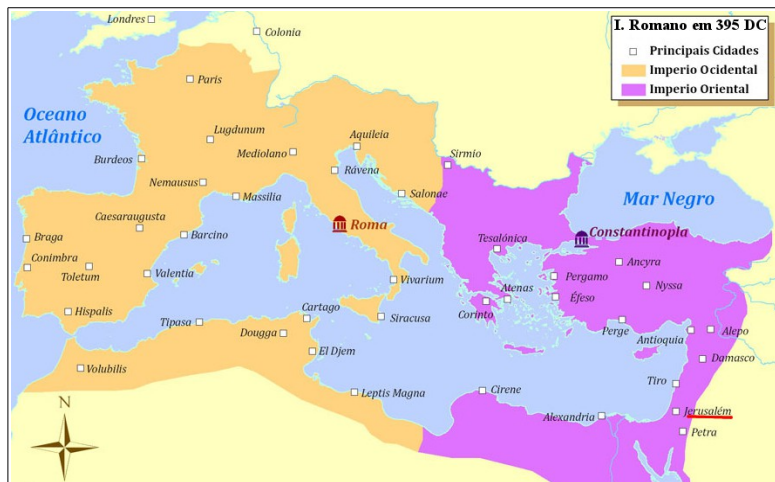 I. Romano em 395 DC
Principais Cidades
Imperio Ocidental
Imperio Oriental
Londres
Colonia
Paris
Oceano
Atlântico
Lugdunum
Burdeos
Mediolano
Aquileia
Sirmio
Nemausus
Rávena
Massilia
Salonae
Mar Negro
Caesaraugusta
Braga
Barcino
Roma
Constantinopla
Conimbra
Toletum
Valentia
Tesalónica
Ancyra
Pergamo
Nyssa
Vivarium
Atenas
Éfeso
Hispalis
Corinto
Tipasa
Cartago
Siracusa
Perge
Alepo
Dougga
Antioquia
El Djem
Damasco
Volubilis
Tiro
Leptis Magna
Cirene
Alexandria
Jerusalém
Petra
N